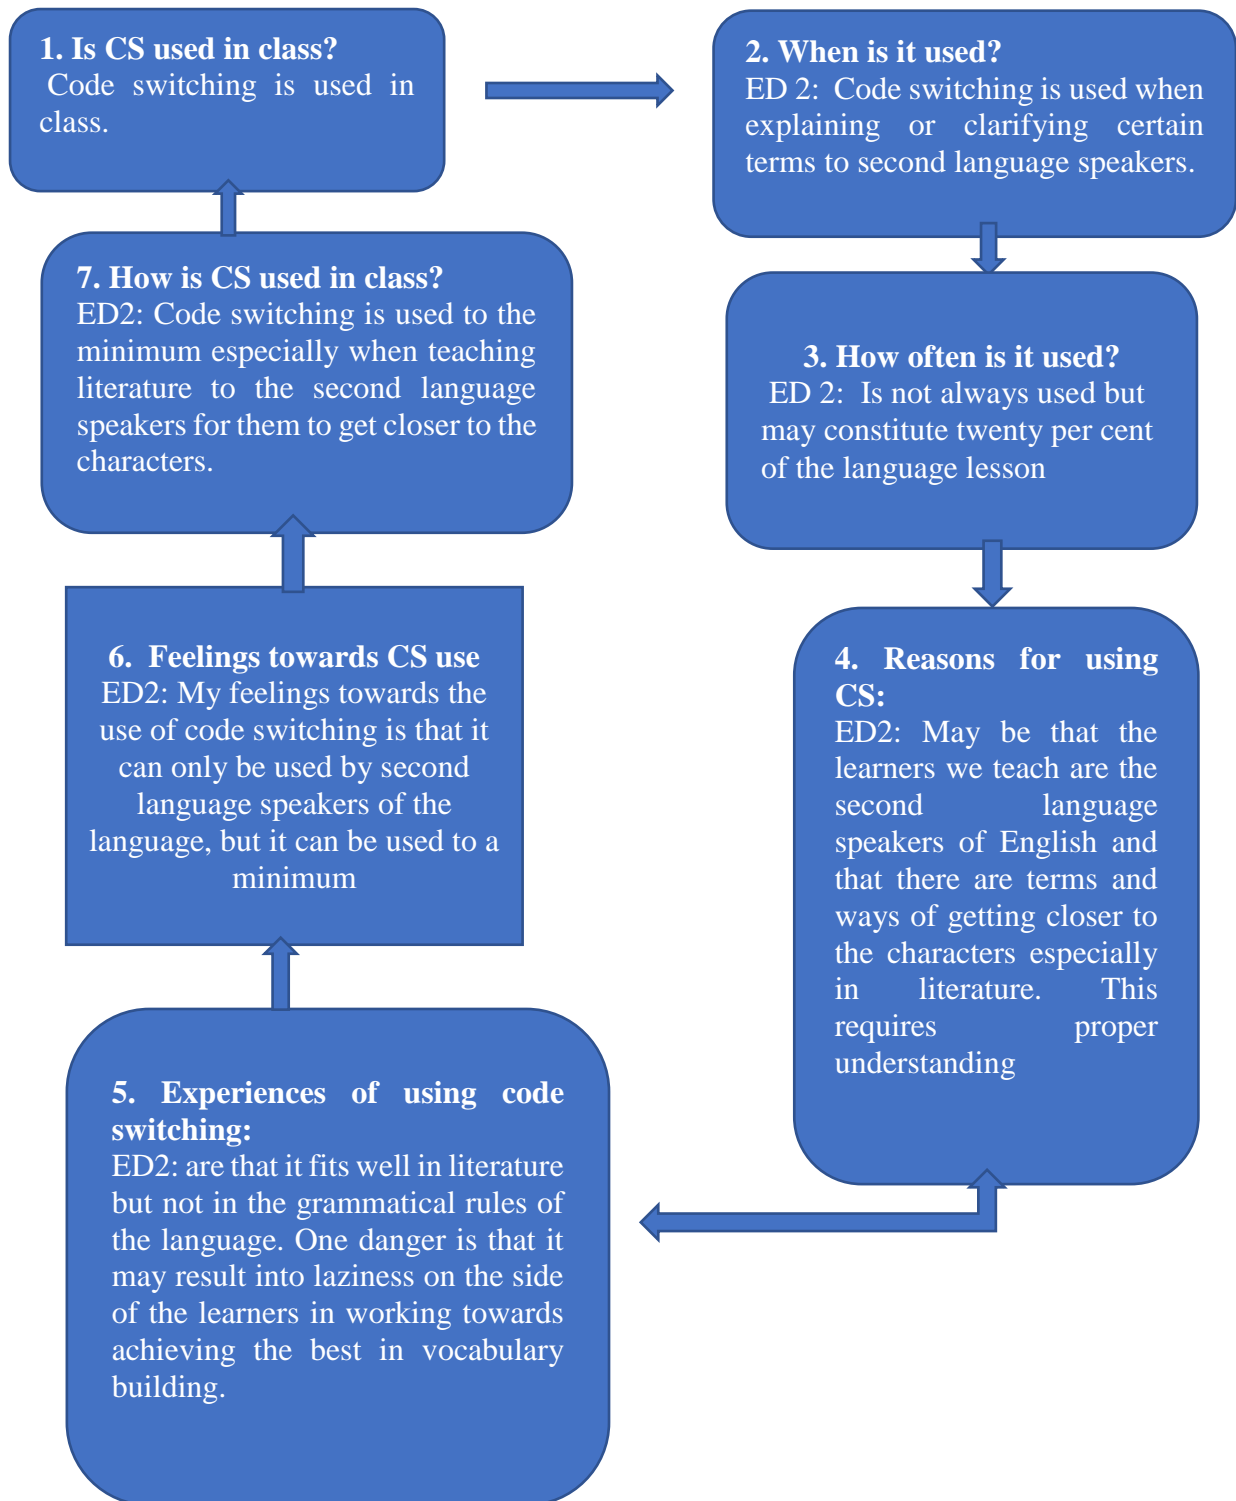 1. Is CS used in class?
Code switching is used in
class.
2. When is it used?
ED 2: Code switching is used when
explaining or clarifying certain
terms to second language speakers.
3. How often is it used?
ED 2: Is not always used but
may constitute twenty per cent
of the language lesson
4. Reasons for using
CS:
ED2: May be that the
learners we teach are the
second language
speakers of English and
that there are terms and
ways of getting closer to
the characters especially
in literature. This
requires proper
understanding
5. Experiences of using code
switching:
ED2: are that it fits well in literature
but not in the grammatical rules of
the language. One danger is that it
may result into laziness on the side
of the learners in working towards
achieving the best in vocabulary
building.
6. Feelings towards CS use
ED2: My feelings towards the
use of code switching is that it
can only be used by second
language speakers of the
language, but it can be used to a
minimum
7. How is CS used in class?
ED2: Code switching is used to the
minimum especially when teaching
literature to the second language
speakers for them to get closer to the
characters.